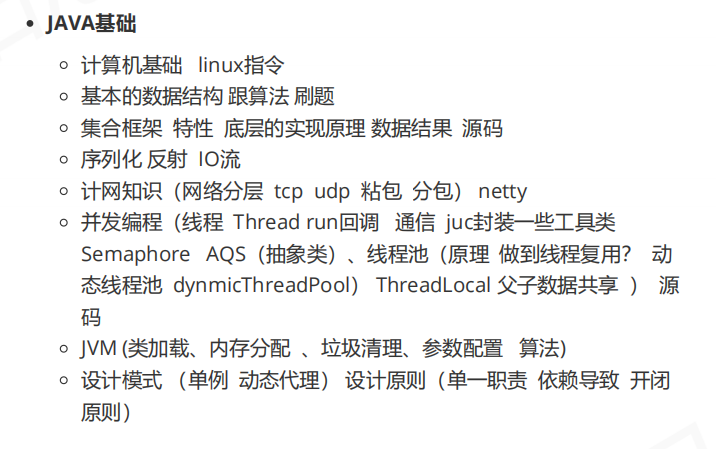 JAVA基础
计算机基础 linux指令
基本的数据结构 跟算法 刷题
集合框架 特性 底层的实现原理 数据结果 源码
序列化 反射 IO流
计网知识（网络分层 tcp udp 粘包 分包） netty
并发编程（线程 Thread run回调 通信 juc封装一些工具类
Semaphore AQS（抽象类）、线程池（原理 做到线程复用？ 动
态线程池 dynmicThreadPool） ThreadLocal 父子数据共享 ） 源
码
JVM (类加载、内存分配 、垃圾清理、参数配置 算法)
设计模式 （单例 动态代理） 设计原则（单一职责 依赖导致 开闭
原则）